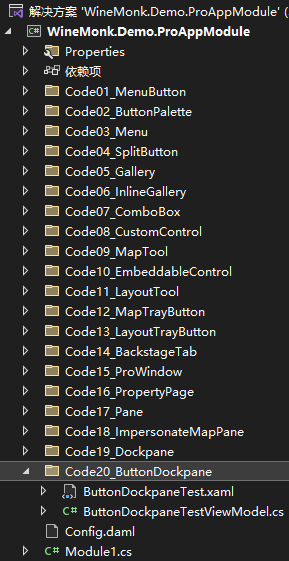 解决方案 'WineMonk.Demo.ProAppModule' (
WineMonk.Demo.ProAppModule
Properties
依赖项
Code01_MenuButton
Code02_ButtonPalette
Code03_Menu
Code04_SplitButton
Code05_Gallery
Code06_InlineGallery
Code07_ComboBox
Code08_CustomControl
Code09_MapTool
Code10_EmbeddableControl
Code11_LayoutTool
Code12_MapTrayButton
Code13_LayoutTrayButton
Code14_BackstageTab
Code15_ProWindow
Code16_PropertyPage
Code17_Pane
Code18_ImpersonateMapPane
Code19_Dockpane
Code20_ButtonDockpane
ButtonDockpaneTest.xaml
C# ButtonDockpaneTestViewModel.cs
Config.daml
C# Module1.cs